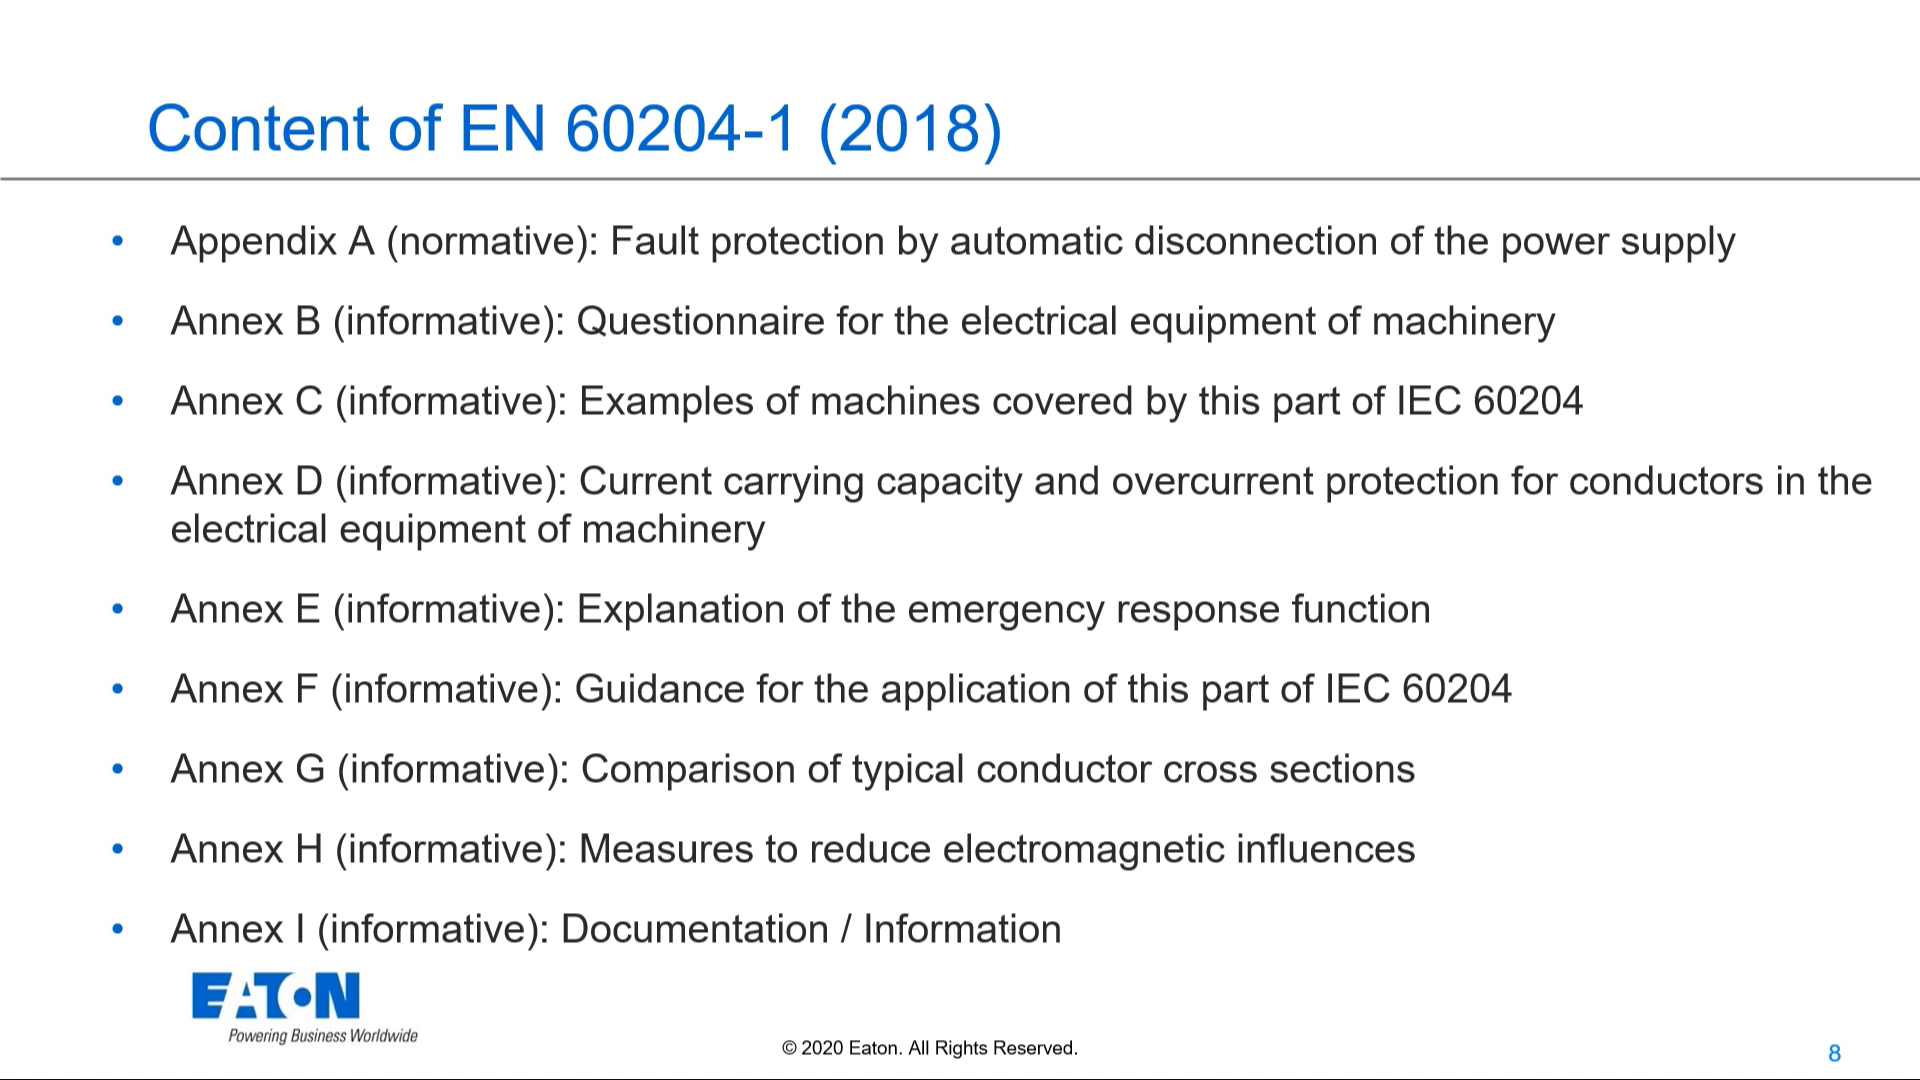 Content of EN 60204-1 (2018)
• Appendix A (normative): Fault protection by automatic disconnection of the power supply
• Annex B (informative): Questionnaire for the electrical equipment of machinery
• Annex C (informative): Examples of machines covered by this part of IEC 60204
• Annex D (informative): Current carrying capacity and overcurrent protection for conductors in the
electrical equipment of machinery
• Annex E (informative): Explanation of the emergency response function
• Annex F (informative): Guidance for the application of this part of IEC 60204
• Annex G (informative): Comparison of typical conductor cross sections
• Annex H (informative): Measures to reduce electromagnetic influences
• Annex I (informative): Documentation / Information
EATON
Powering Business Worldwide
© 2020 Eaton. All Rights Reserved.
8